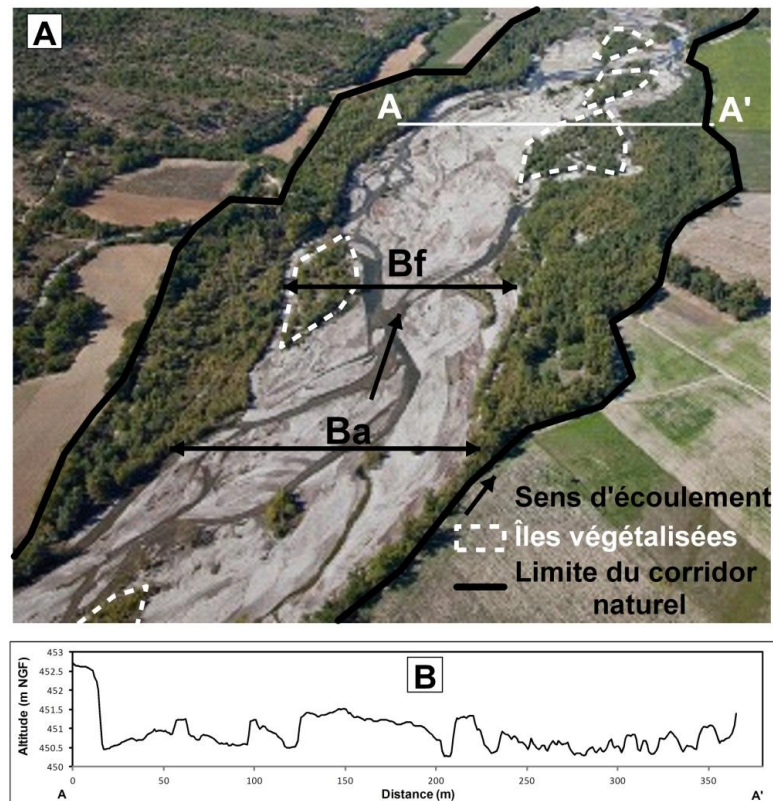 A
A A'
Bf
Ba
Sens d'écoulement
Îles végétalisées
Limite du corridor
naturel
B
Altitude (m NGF)
453
452.5
452
451.5
451
450.5
450
0 50 100 150 200 250 300 350
A Distance (m) A'